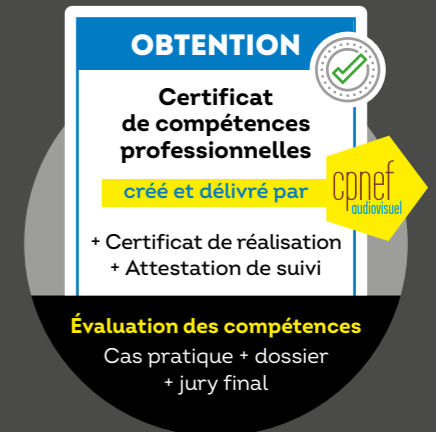 OBTENTION
Certificat
de compétences
professionnelles
créé et délivré par
cpnef
audiovisuel
+ Certificat de réalisation
+ Attestation de suivi
Évaluation des compétences
Cas pratique + dossier
+ jury final